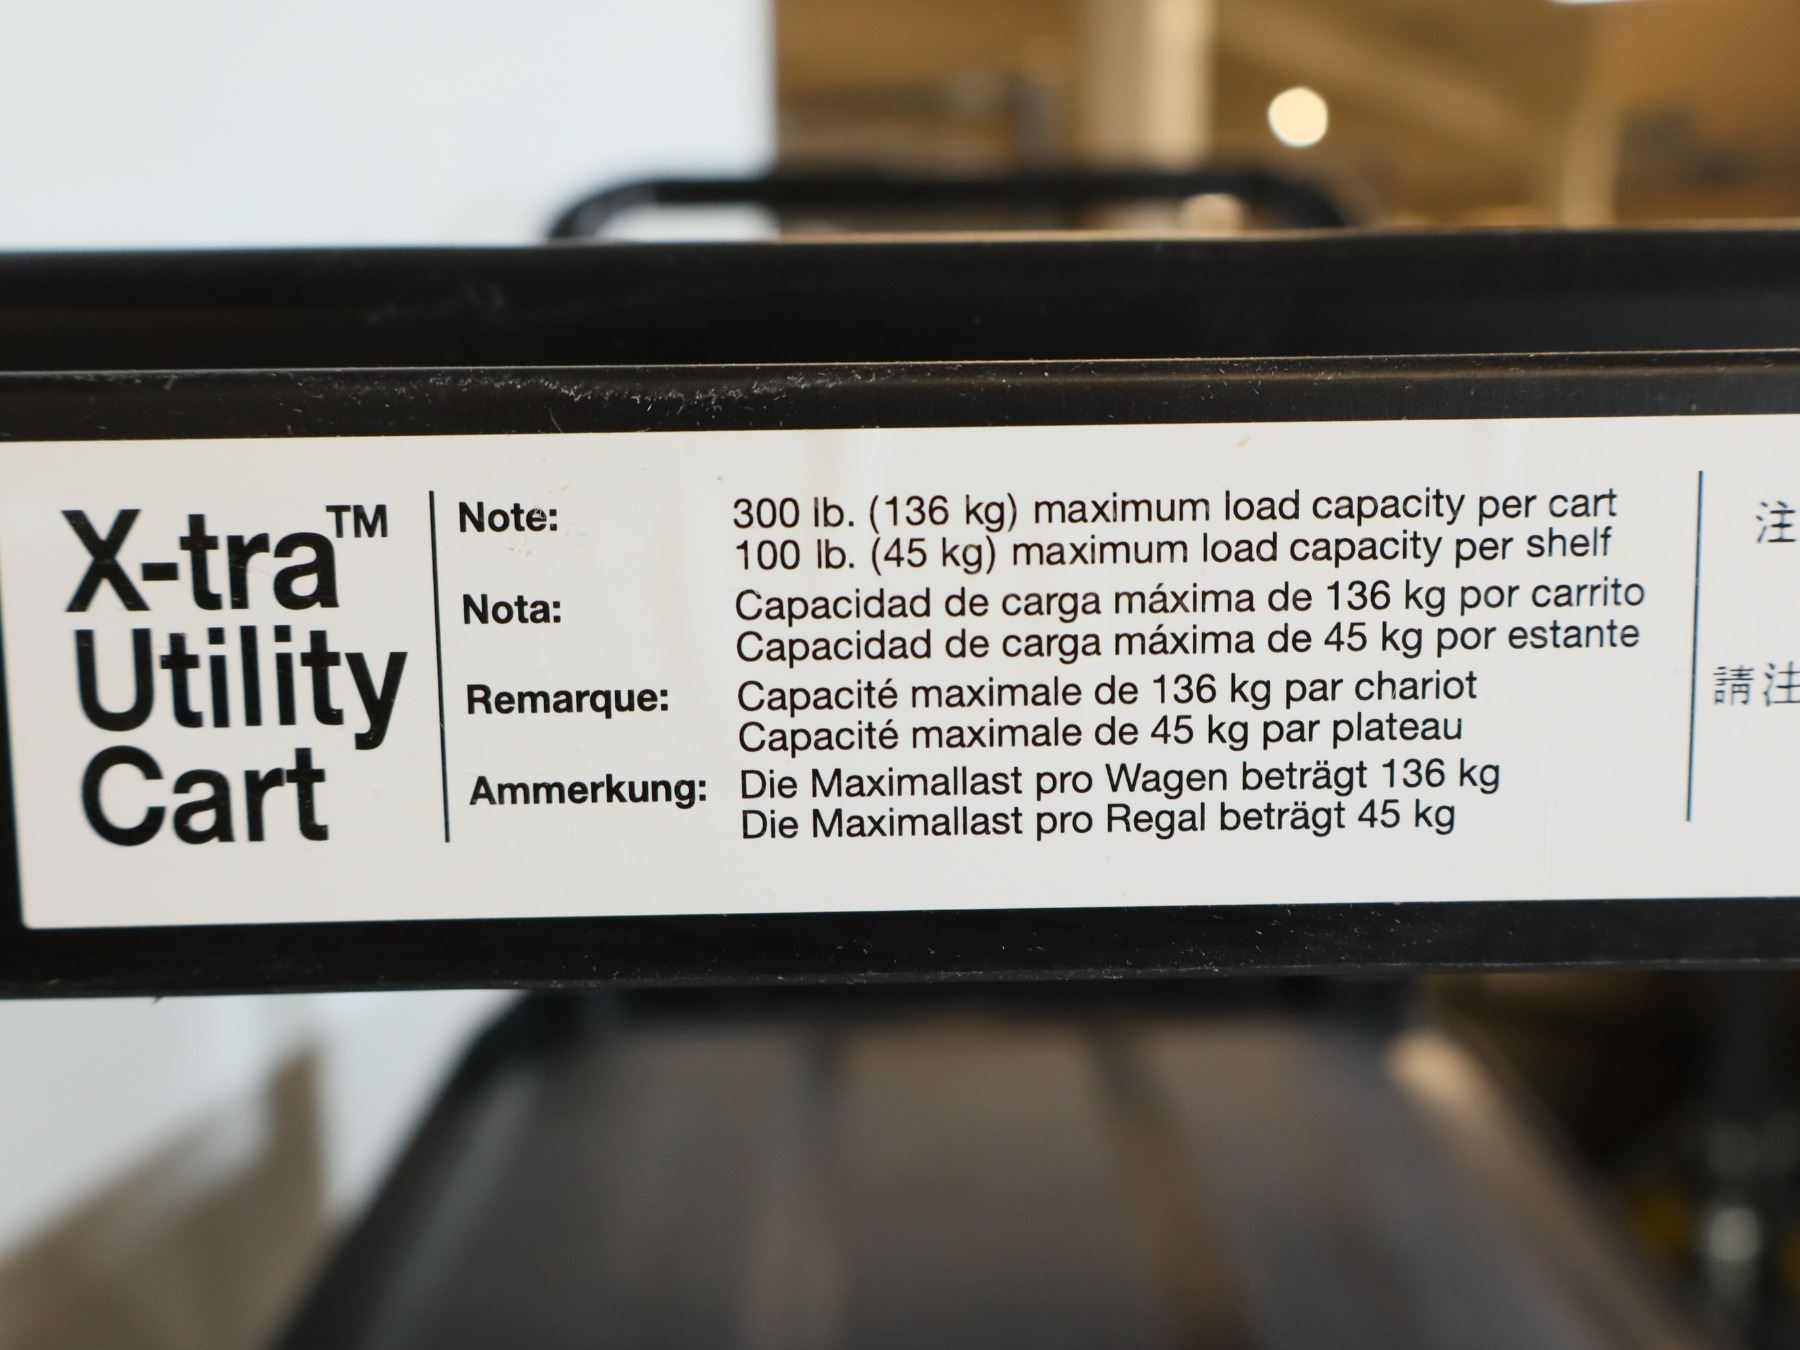 X-tra™
Utility
Cart
Note: 300 lb. (136 kg) maximum load capacity per cart
100 lb. (45 kg) maximum load capacity per shelf
Nota: Capacidad de carga máxima de 136 kg por carrito
Capacidad de carga máxima de 45 kg por estante
Remarque: Capacité maximale de 136 kg par chariot
Capacité maximale de 45 kg par plateau
Ammerkung: Die Maximallast pro Wagen beträgt 136 kg
Die Maximallast pro Regal beträgt 45 kg
注
請注